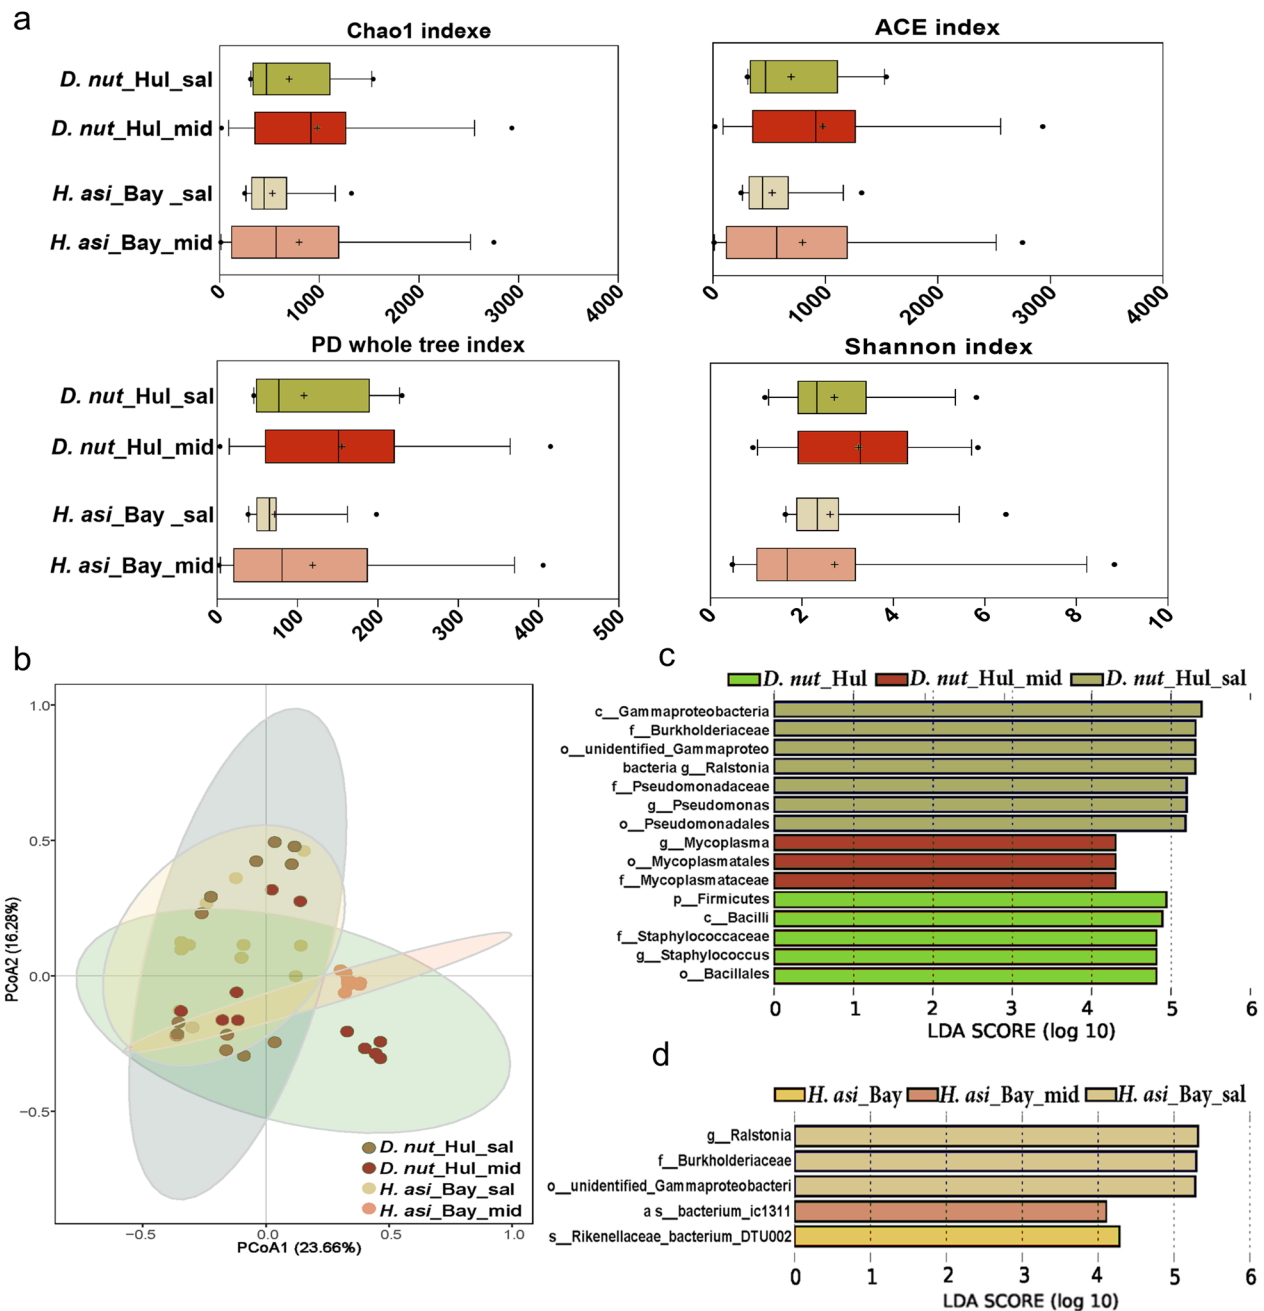 a
Chao1 indexe
D. nut_Hul_sal
D. nut_Hul_mid
H. asi_Bay _sal
H. asi_Bay_mid
0 1000 2000 3000 4000
ACE index
0 1000 2000 3000 4000
PD whole tree index
D. nut_Hul_sal
D. nut_Hul_mid
H. asi_Bay _sal
H. asi_Bay_mid
0 100 200 300 400 500
Shannon index
0 2 4 6 8 10
b
PCoA2 (16.28%)
1.0
0.5
0.0
−0.5
−0.5 0.0 0.5 1.0
PCoA1 (23.66%)
D. nut_Hul_sal
D. nut_Hul_mid
H. asi_Bay_sal
H. asi_Bay_mid
c
D. nut_Hul D. nut_Hul_mid D. nut_Hul_sal
c__Gammaproteobacteria
f__Burkholderiaceae
o__unidentified_Gammaproteo
bacteria g__Ralstonia
f__Pseudomonadaceae
g__Pseudomonas
o__Pseudomonadales
g__Mycoplasma
o__Mycoplasmatales
f__Mycoplasmataceae
p__Firmicutes
c__Bacilli
f__Staphylococcaceae
g__Staphylococcus
o__Bacillales
0 1 2 3 4 5 6
LDA SCORE (log 10)
d
H. asi_Bay H. asi_Bay_mid H. asi_Bay_sal
g__Ralstonia
f__Burkholderiaceae
o__unidentified_Gammaproteobacteri
a s__bacterium_ic1311
s__Rikenellaceae_bacterium_DTU002
0 1 2 3 4 5 6
LDA SCORE (log 10)